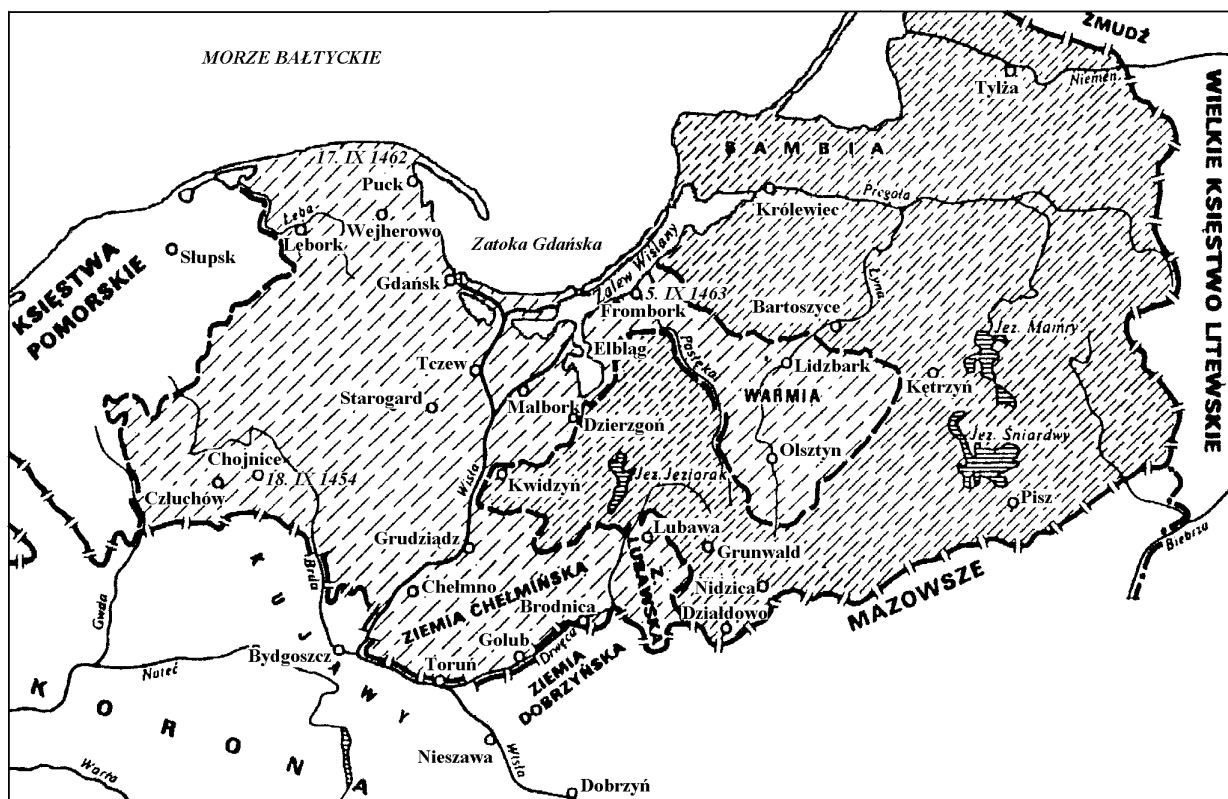 MORZE BAŁTYCKIE
ŻMUDŹ
Tylża
Niemen
WIELKIE KSIĘSTWO LITEWSKIE
SAMBIA
17. IX 1462
Puck
Królewiec
Pregoła
Łeba
Wejherowo
Lębork
Słupsk
Zatoka Gdańska
Zalew Wiślany
KSIĘSTWA
POMORSKIE
Gdańsk
5. IX 1463
Frombork
Bartoszyce
Łyna
Jez. Mamry
Elbląg
Pasłęka
Lidzbark
Tczew
Kętrzyń
WARMIA
Malbork
Starogard
Dzierzgoń
Jez. Śniardwy
Chojnice
Olsztyn
18. IX 1454
Człuchów
Wisła
Kwidzyń
Jez. Jeziorak
Pisz
Lubawa
Grudziądz
Grunwald
Biebrza
Brda
Gwda
Chełmno
ZIEMIA CHEŁMIŃSKA
Z.
LUBAWSKA
Nidzica
MAZOWSZE
Brodnica
Działdowo
KUJAWY
Golub
Drwęca
Bydgoszcz
Toruń
ZIEMIA
DOBRZYŃSKA
Noteć
KORONA
Nieszawa
Wisła
Warta
Dobrzyń